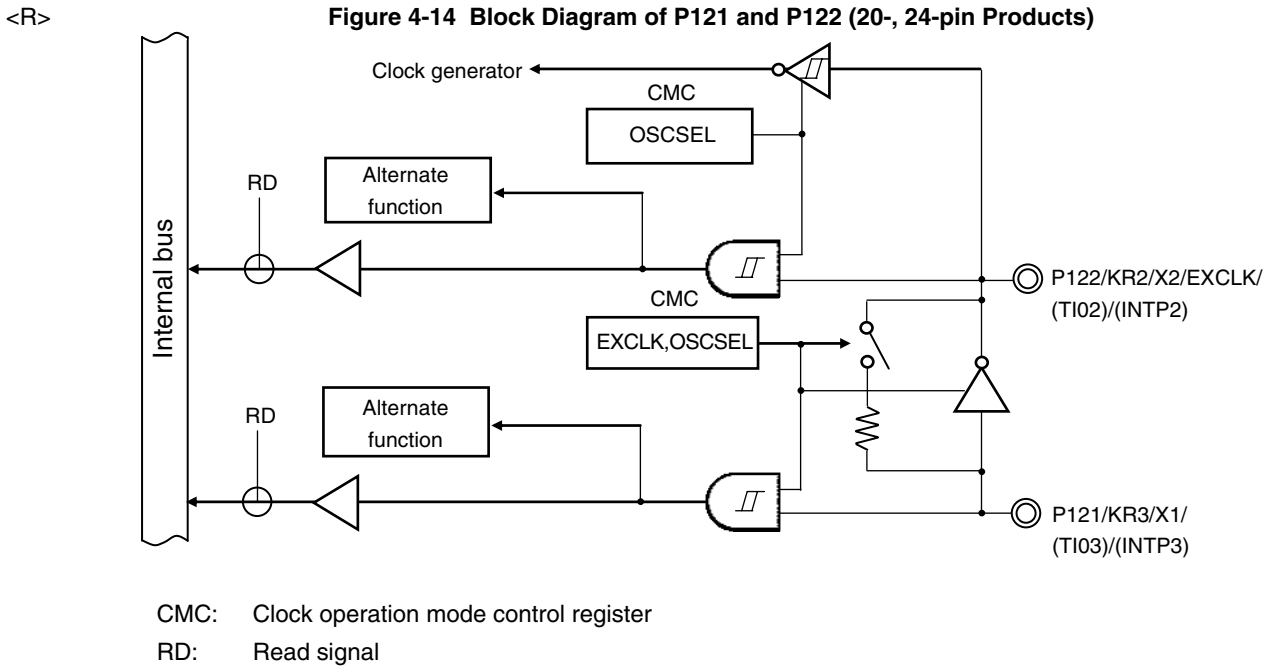 <R>
Figure 4-14 Block Diagram of P121 and P122 (20-, 24-pin Products)
Clock generator
CMC
OSCSEL
Alternate
function
RD
Internal bus
P122/KR2/X2/EXCLK/
(TI02)/(INTP2)
CMC
EXCLK,OSCSEL
Alternate
function
RD
P121/KR3/X1/
(TI03)/(INTP3)
CMC: Clock operation mode control register
RD: Read signal